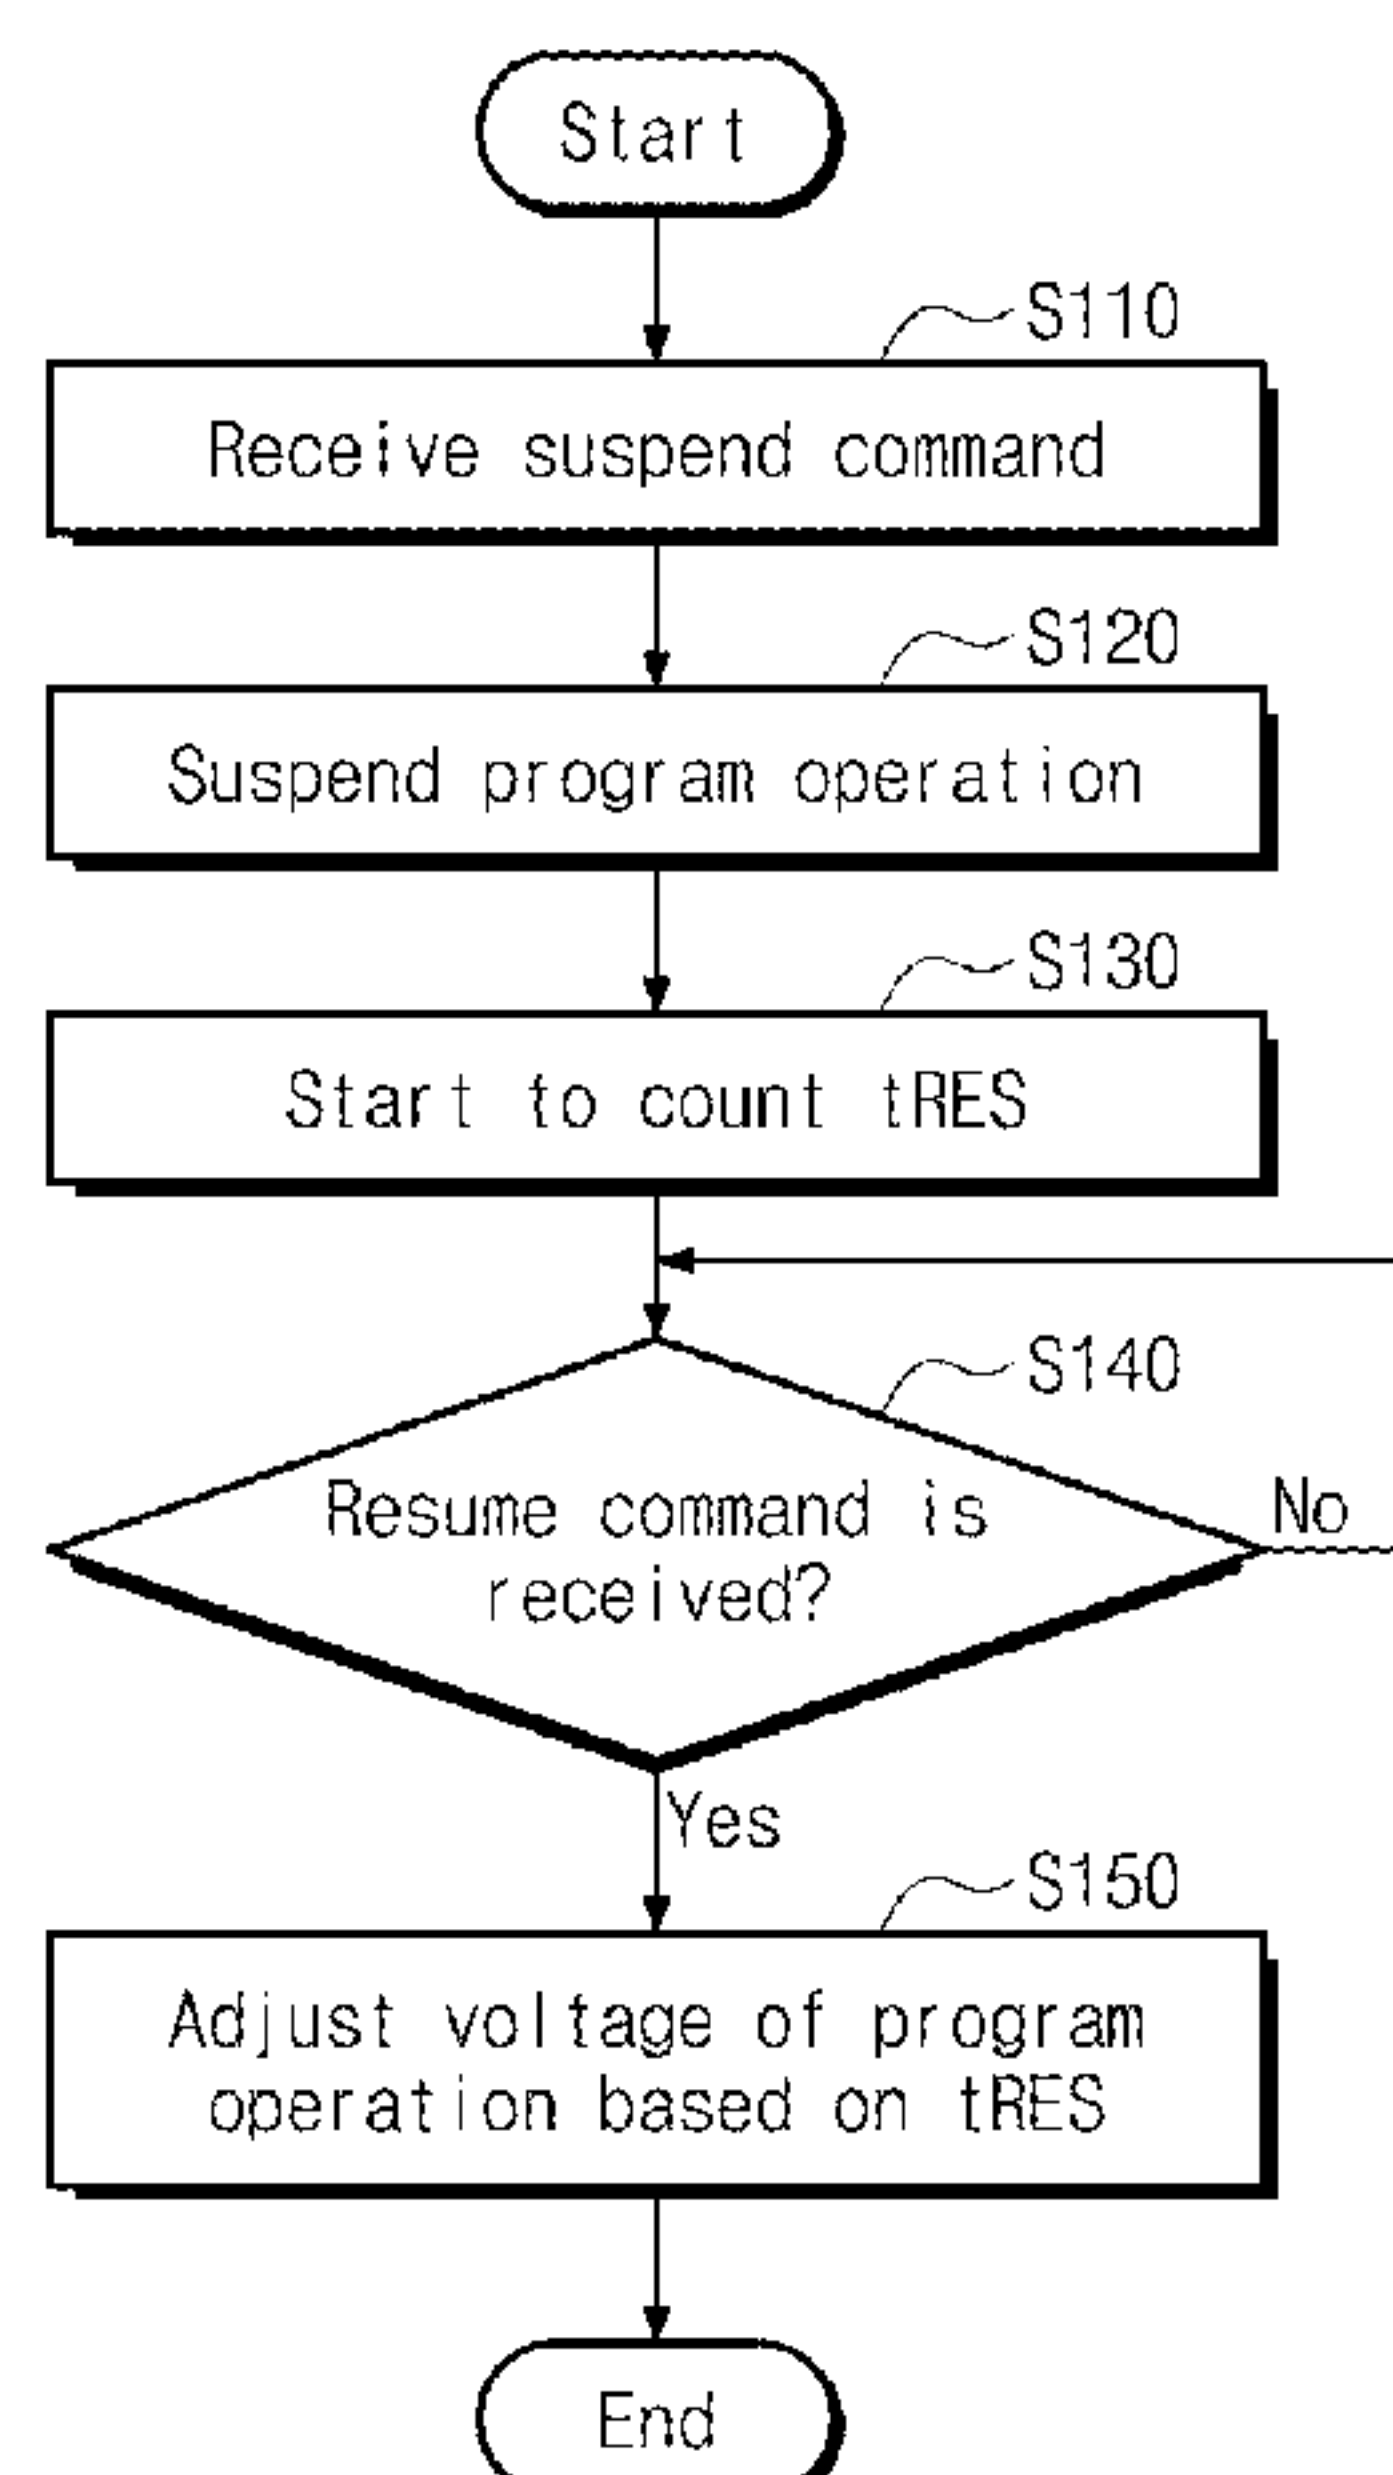 Start
S110
Receive suspend command
S120
Suspend program operation
S130
Start to count tRES
S140
Resume command is
received?
No
Yes
S150
Adjust voltage of program
operation based on tRES
End